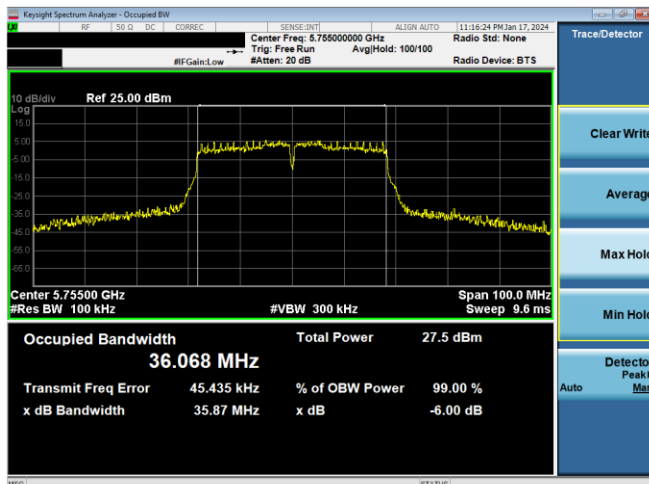 Keysight Spectrum Analyzer - Occupied BW
RF 50 Ω DC CORREC SENSE:INT ALIGN AUTO 11:16:24 PM Jan 17, 2024
Center Freq: 5.755000000 GHz Radio Std: None
Trig: Free Run Avg|Hold: 100/100
#IFGain:Low #Atten: 20 dB Radio Device: BTS
10 dB/div Ref 25.00 dBm
Log
15.0
5.00
-5.00
-15.0
-25.0
-35.0
-45.0
-55.0
-65.0
Center 5.75500 GHz Span 100.0 MHz
#Res BW 100 kHz #VBW 300 kHz Sweep 9.6 ms
Occupied Bandwidth Total Power 27.5 dBm
36.068 MHz
Transmit Freq Error 45.435 kHz % of OBW Power 99.00 %
x dB Bandwidth 35.87 MHz x dB -6.00 dB
MSG STATUS
Trace/Detector
Clear Write
Average
Max Hold
Min Hold
Detector
Peak
Auto Man